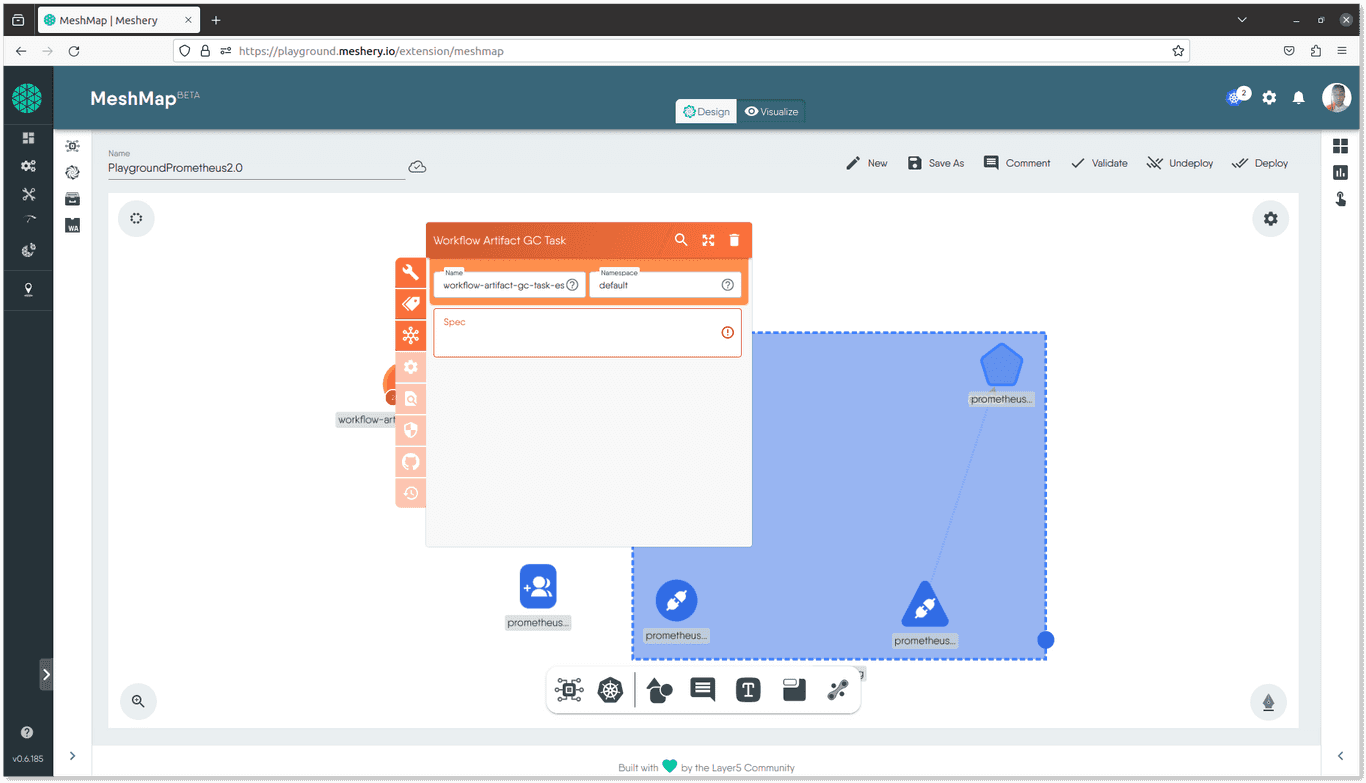 MeshMap | Meshery
https://playground.meshery.io/extension/meshmap
MeshMap BETA
2
Design
Visualize
Name
PlaygroundPrometheus2.0
New
Save As
Comment
Validate
Undeploy
Deploy
WA
Workflow Artifact GC Task
Name
workflow-artifact-gc-task-es
Namespace
default
Spec
workflow-art
prometheus...
prometheus...
prometheus...
prometheus...
g
T
v0.6.185
Built with by the Layer5 Community